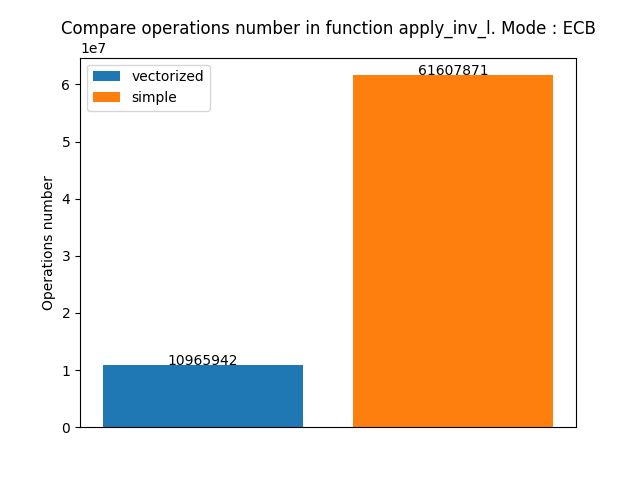 Compare operations number in function apply_inv_l. Mode : ECB
1e7
vectorized
simple
61607871
10965942
Operations number
6
5
4
3
2
1
0